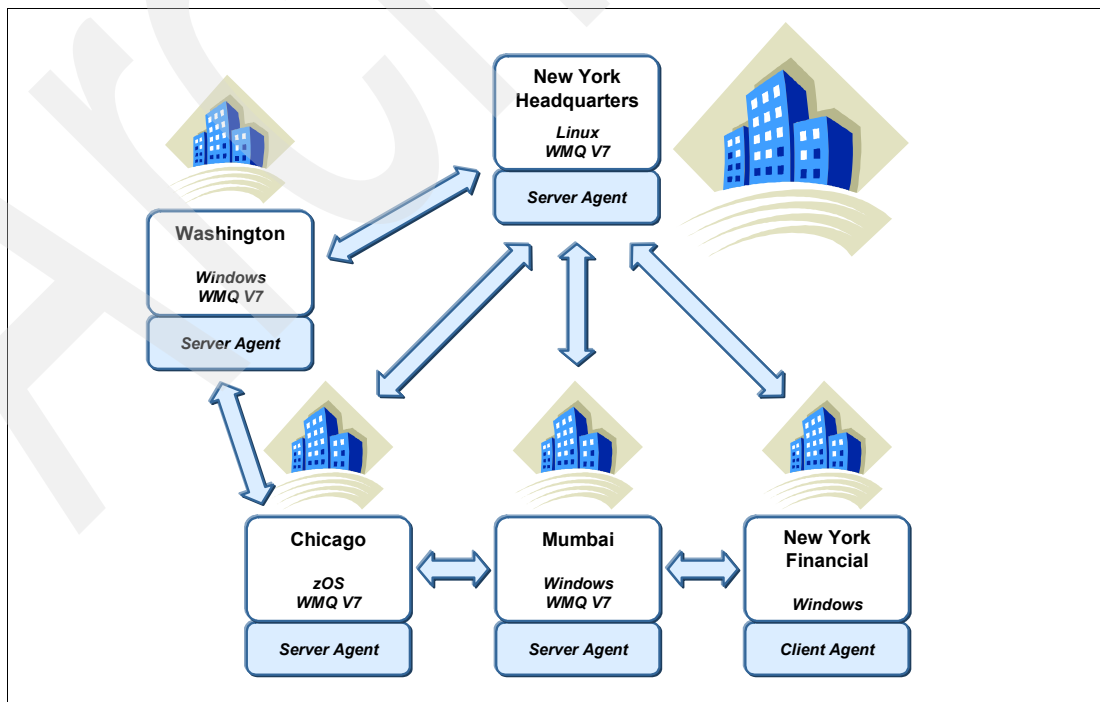 New York
Headquarters
Linux
WMQ V7
Server Agent
Washington
Windows
WMQ V7
Server Agent
Chicago
zOS
WMQ V7
Server Agent
Mumbai
Windows
WMQ V7
Server Agent
New York
Financial
Windows
Client Agent